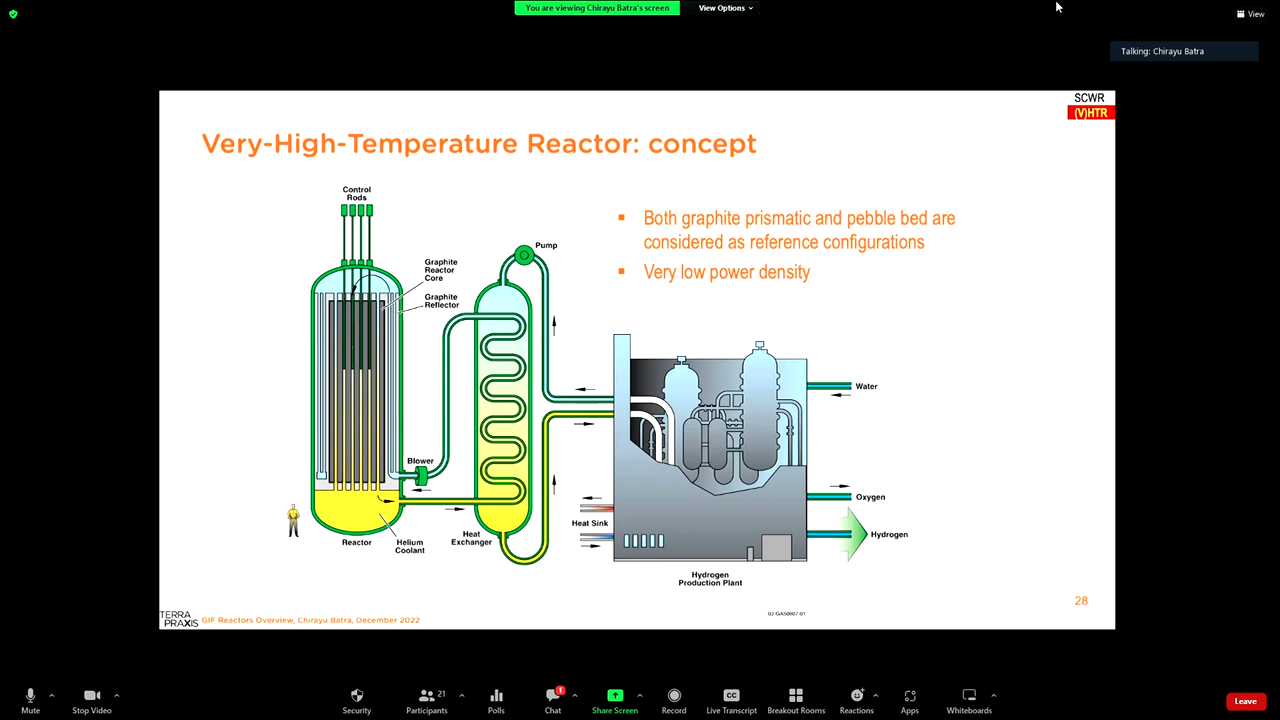 You are viewing Chirayu Batra's screen
View Options
View
Talking: Chirayu Batra
SCWR
(V)HTR
Very-High-Temperature Reactor: concept
Control
Rods
Both graphite prismatic and pebble bed are
considered as reference configurations
Very low power density
Pump
Graphite
Reactor
Core
Graphite
Reflector
Water
Blower
Oxygen
Heat Sink
Hydrogen
Reactor
Helium
Coolant
Heat
Exchanger
Hydrogen
Production Plant
28
02-GA50807-01
TERRA
PRAXIS
GIF Reactors Overview, Chirayu Batra, December 2022
Mute
Stop Video
Security
Participants
21
Polls
Chat
1
Share Screen
Record
CC
Live Transcript
Breakout Rooms
Reactions
Apps
Whiteboards
Leave